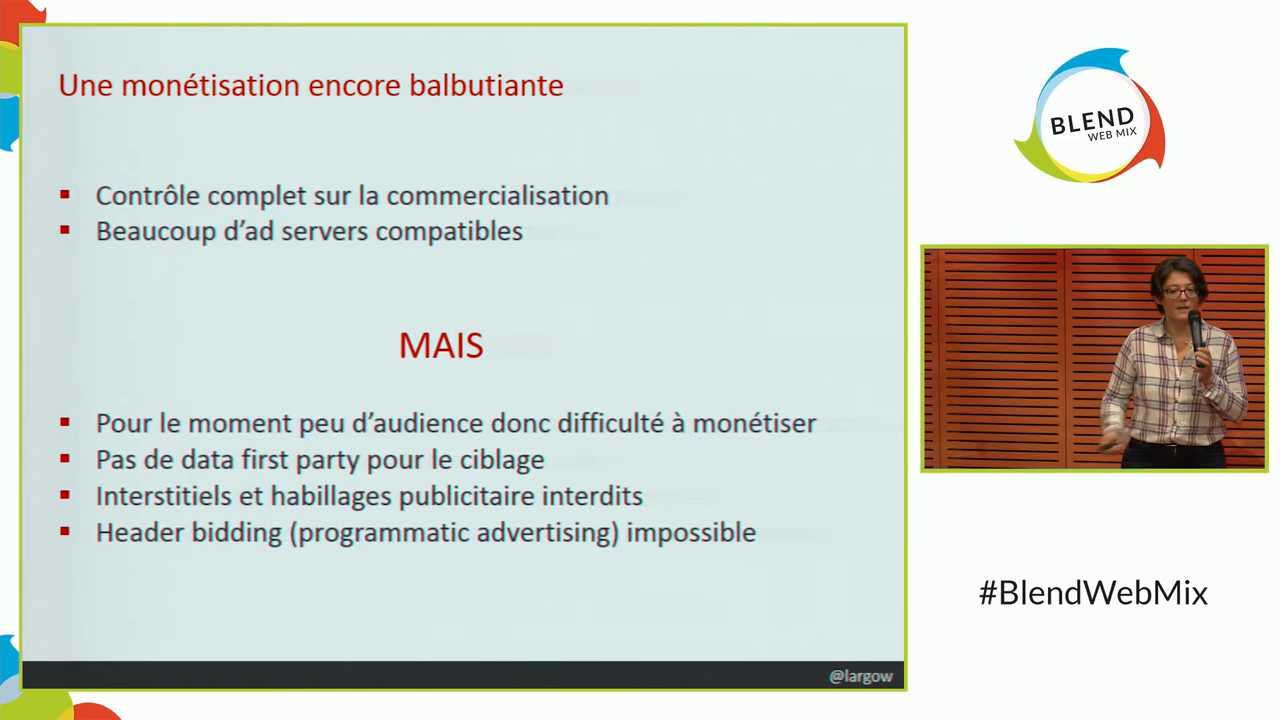 Une monétisation encore balbutiante
Contrôle complet sur la commercialisation
Beaucoup d’ad servers compatibles
MAIS
Pour le moment peu d’audience donc difficulté à monétiser
Pas de data first party pour le ciblage
Interstitiels et habillages publicitaire interdits
Header bidding (programmatic advertising) impossible
@largow
BLEND
WEB MIX
#BlendWebMix